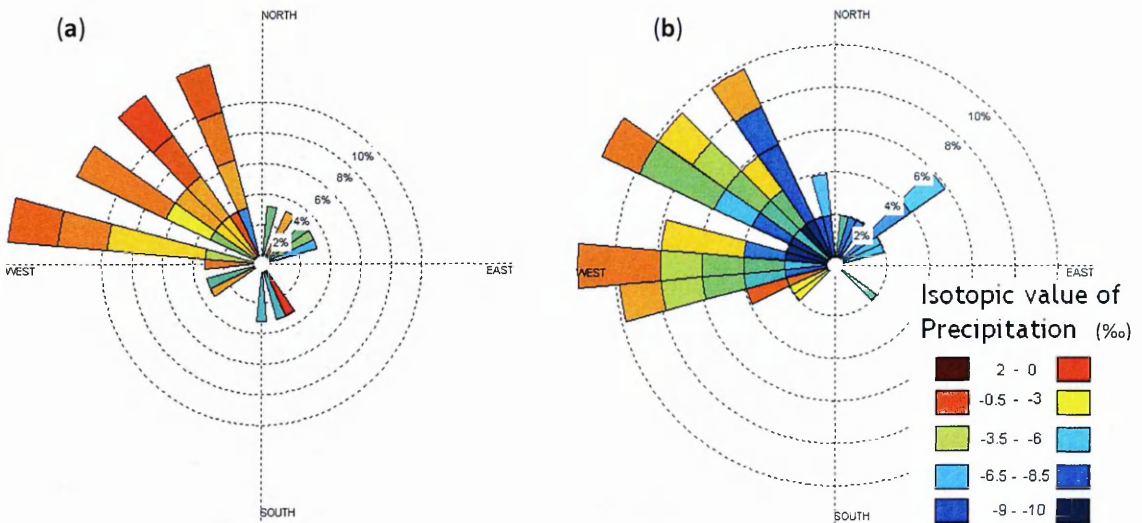 (a)
NORTH
10%
8%
6%
4%
2%
WEST
EAST
SOUTH
(b)
NORTH
10%
8%
6%
4%
2%
WEST
EAST
SOUTH
Isotopic value of
Precipitation (‰)
2 - 0
-0.5 - -3
-3.5 - -6
-6.5 - -8.5
-9 - -10